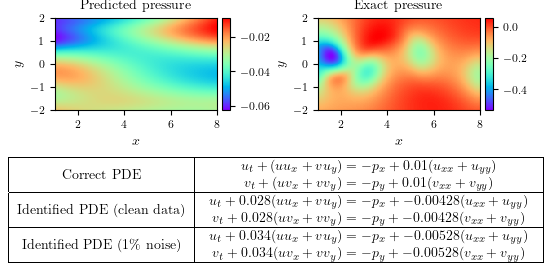 Predicted pressure
Exact pressure
2
1
0
−1
−2
y
2 4 6 8
x
−0.02
−0.04
−0.06
2
1
0
−1
−2
y
2 4 6 8
x
0.0
−0.2
−0.4
Correct PDE
u_t + (uu_x + vu_y) = −p_x + 0.01(u_xx + u_yy)
v_t + (uv_x + vv_y) = −p_y + 0.01(v_xx + v_yy)
Identified PDE (clean data)
u_t + 0.028(uu_x + vu_y) = −p_x + −0.00428(u_xx + u_yy)
v_t + 0.028(uv_x + vv_y) = −p_y + −0.00428(v_xx + v_yy)
Identified PDE (1% noise)
u_t + 0.034(uu_x + vu_y) = −p_x + −0.00528(u_xx + u_yy)
v_t + 0.034(uv_x + vv_y) = −p_y + −0.00528(v_xx + v_yy)